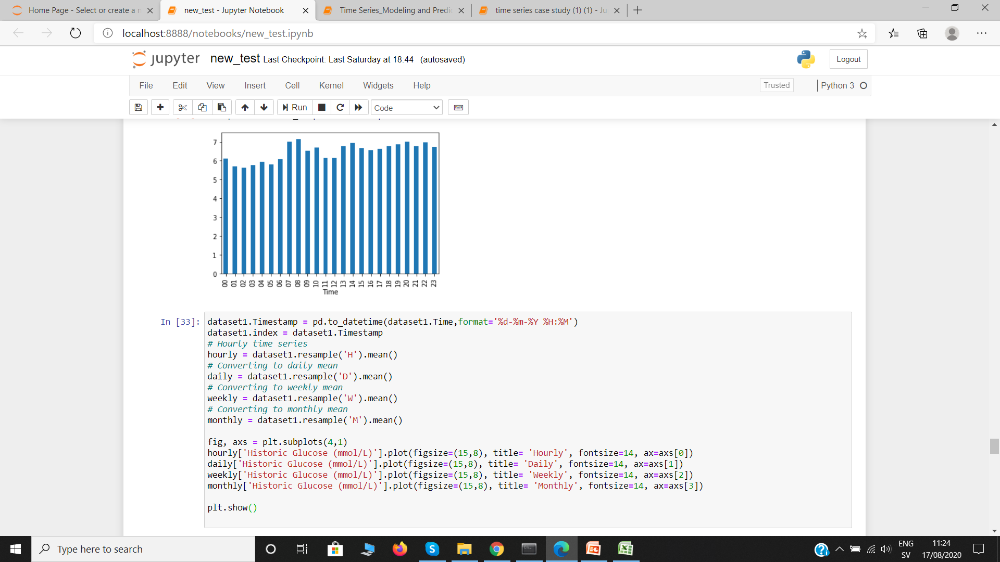 Home Page - Select or create a n
new_test - Jupyter Notebook
Time Series_Modeling and Predic
time series case study (1) (1) - Ju
localhost:8888/notebooks/new_test.ipynb
jupyter new_test Last Checkpoint: Last Saturday at 18:44 (autosaved)
Logout
File Edit View Insert Cell Kernel Widgets Help
Trusted
Python 3
Run
Code
7
6
5
4
3
2
1
0
00 01 02 03 04 05 06 07 08 09 10 11 12 13 14 15 16 17 18 19 20 21 22 23
Time
In [33]:
dataset1.Timestamp = pd.to_datetime(dataset1.Time,format='%d-%m-%Y %H:%M')
dataset1.index = dataset1.Timestamp
# Hourly time series
hourly = dataset1.resample('H').mean()
# Converting to daily mean
daily = dataset1.resample('D').mean()
# Converting to weekly mean
weekly = dataset1.resample('W').mean()
# Converting to monthly mean
monthly = dataset1.resample('M').mean()
fig, axs = plt.subplots(4,1)
hourly['Historic Glucose (mmol/L)'].plot(figsize=(15,8), title= 'Hourly', fontsize=14, ax=axs[0])
daily['Historic Glucose (mmol/L)'].plot(figsize=(15,8), title= 'Daily', fontsize=14, ax=axs[1])
weekly['Historic Glucose (mmol/L)'].plot(figsize=(15,8), title= 'Weekly', fontsize=14, ax=axs[2])
monthly['Historic Glucose (mmol/L)'].plot(figsize=(15,8), title= 'Monthly', fontsize=14, ax=axs[3])
plt.show()
Type here to search
ENG
SV
11:24
17/08/2020